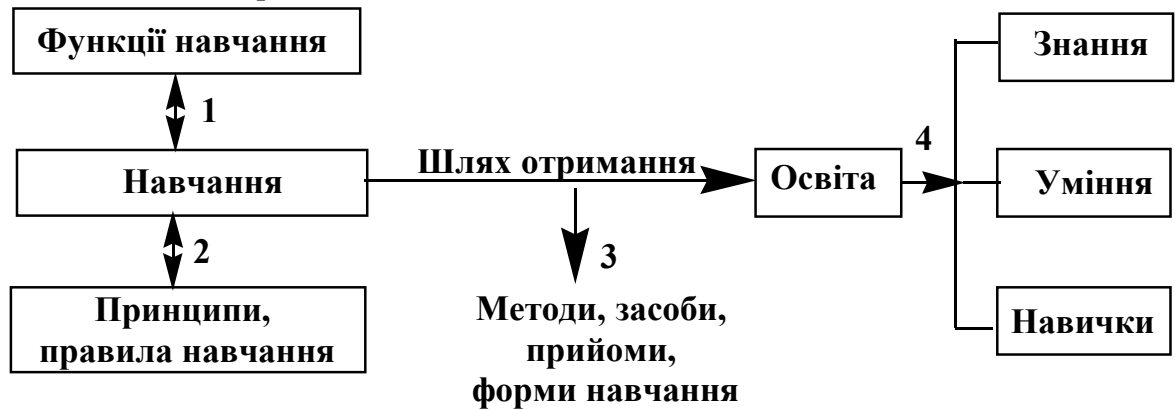 Функції навчання
1
Навчання
2
Принципи,
правила навчання
Шлях отримання
3
Методи, засоби,
прийоми,
форми навчання
Освіта
4
Знання
Уміння
Навички